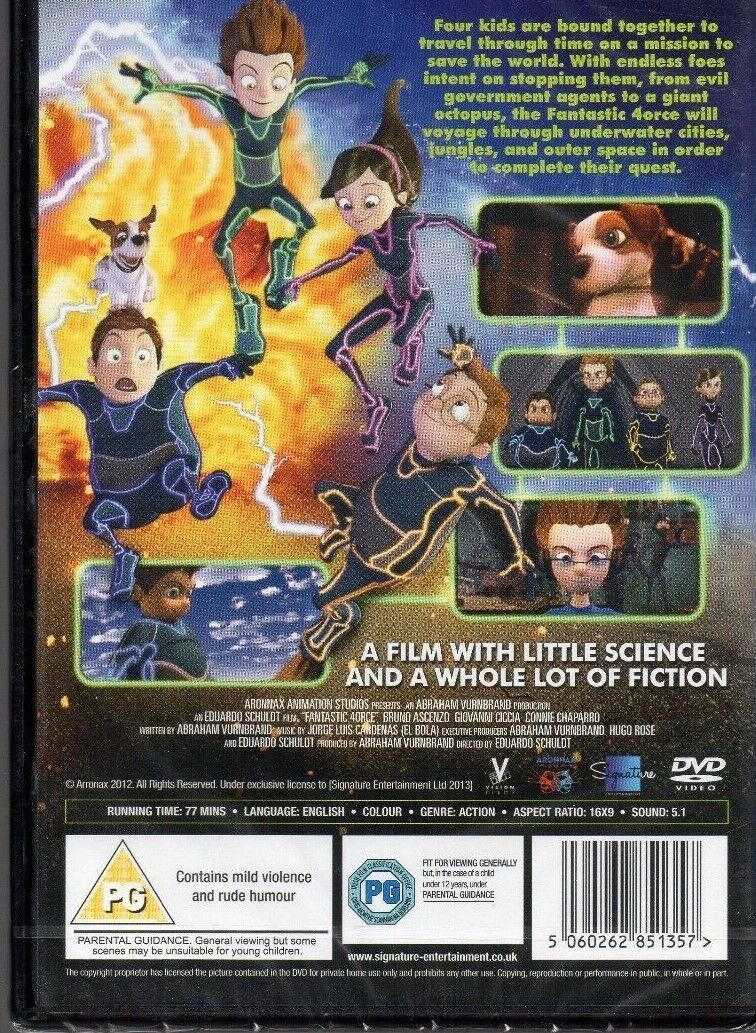 Four kids are bound together to
travel through time on a mission to
save the world. With endless foes
intent on stopping them, from evil
government agents to a giant
octopus, the Fantastic 4orce will
voyage through underwater cities,
jungles, and outer space in order
to complete their quest.
A FILM WITH LITTLE SCIENCE
AND A WHOLE LOT OF FICTION
ARONNAX ANIMATION STUDIOS PRESENTS AN ABRAHAM VURNBRAND PRODUCTION
AN EDUARDO SCHULDT FILM, "FANTASTIC 4ORCE" BRUNO ASCENZO GIOVANNI CICCIA CONNIE CHAPARRO
WRITTEN BY ABRAHAM VURNBRAND MUSIC BY JORGE LUIS CARDENAS (EL BOLA) EXECUTIVE PRODUCERS ABRAHAM VURNBRAND HUGO ROSE
AND EDUARDO SCHULDT PRODUCED BY ABRAHAM VURNBRAND DIRECTED BY EDUARDO SCHULDT
© Arronax 2012. All Rights Reserved. Under exclusive license to [Signature Entertainment Ltd 2013]
V VISION FILMS
ARONNAX
Signature
DVD VIDEO
RUNNING TIME: 77 MINS • LANGUAGE: ENGLISH • COLOUR • GENRE: ACTION • ASPECT RATIO: 16X9 • SOUND: 5.1
PG
Contains mild violence
and rude humour
PARENTAL GUIDANCE. General viewing but some
scenes may be unsuitable for young children.
PG
FIT FOR VIEWING GENERALLY
but, in the case of a child
under 12 years, under
PARENTAL GUIDANCE
www.signature-entertainment.co.uk
5 060262 851357 >
The copyright proprietor has licensed the picture contained in the DVD for private home use only and prohibits any other use. Copying, reproduction or performance in public, in whole or in part.